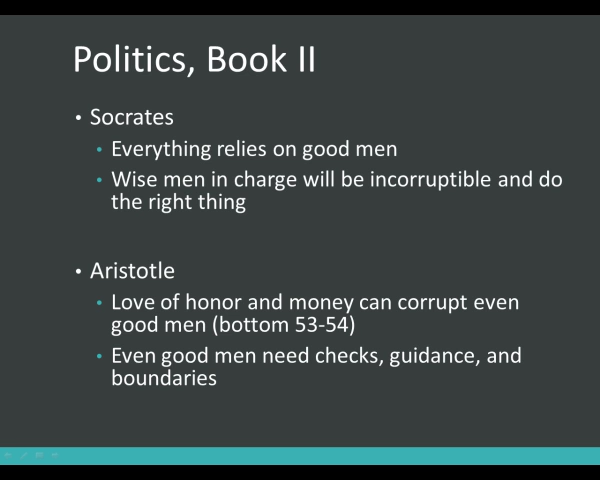 Politics, Book II
• Socrates
• Everything relies on good men
• Wise men in charge will be incorruptible and do
the right thing
• Aristotle
• Love of honor and money can corrupt even
good men (bottom 53-54)
• Even good men need checks, guidance, and
boundaries